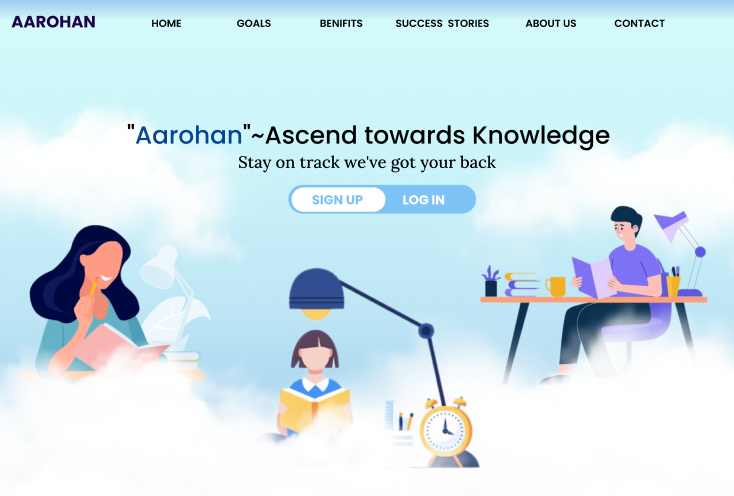 AAROHAN HOME GOALS BENIFITS SUCCESS STORIES ABOUT US CONTACT
"Aarohan"~Ascend towards Knowledge
Stay on track we've got your back
SIGN UP LOG IN